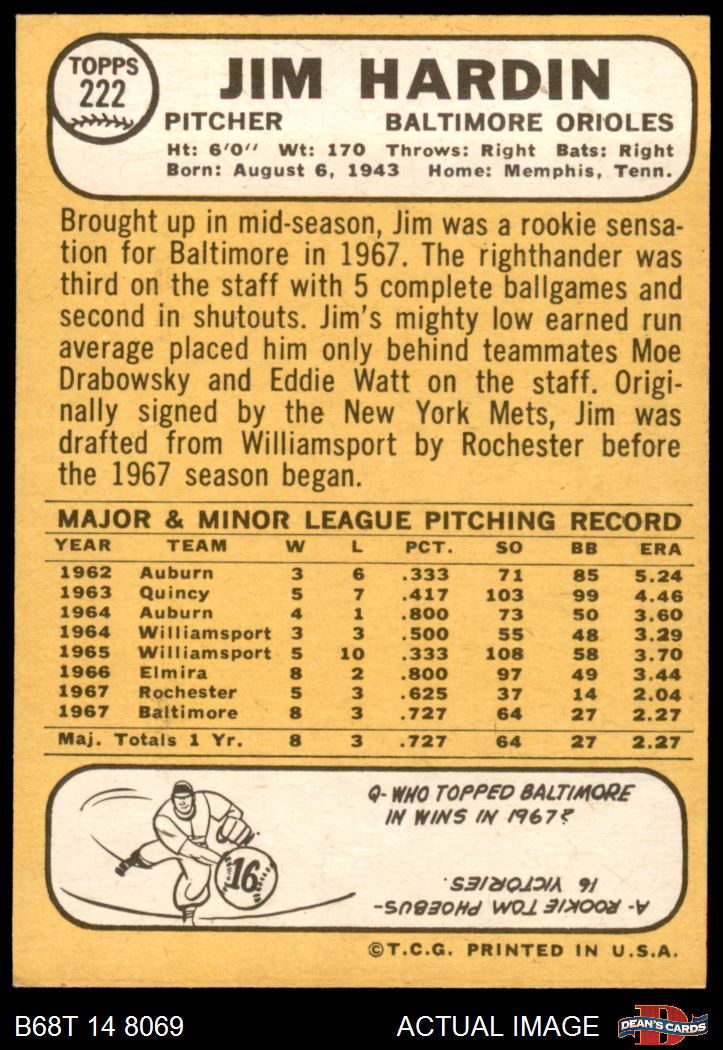 TOPPS
222
JIM HARDIN
PITCHER BALTIMORE ORIOLES
Ht: 6'0" Wt: 170 Throws: Right Bats: Right
Born: August 6, 1943 Home: Memphis, Tenn.
Brought up in mid-season, Jim was a rookie sensa-
tion for Baltimore in 1967. The righthander was
third on the staff with 5 complete ballgames and
second in shutouts. Jim's mighty low earned run
average placed him only behind teammates Moe
Drabowsky and Eddie Watt on the staff. Origi-
nally signed by the New York Mets, Jim was
drafted from Williamsport by Rochester before
the 1967 season began.
MAJOR & MINOR LEAGUE PITCHING RECORD
YEAR TEAM W L PCT. SO BB ERA
1962 Auburn 3 6 .333 71 85 5.24
1963 Quincy 5 7 .417 103 99 4.46
1964 Auburn 4 1 .800 73 50 3.60
1964 Williamsport 3 3 .500 55 48 3.29
1965 Williamsport 5 10 .333 108 58 3.70
1966 Elmira 8 2 .800 97 49 3.44
1967 Rochester 5 3 .625 37 14 2.04
1967 Baltimore 8 3 .727 64 27 2.27
Maj. Totals 1 Yr. 8 3 .727 64 27 2.27
16
Q- WHO TOPPED BALTIMORE
IN WINS IN 1967?
A- ROOKIE TOM PHOEBUS-
16 VICTORIES.
©T.C.G. PRINTED IN U.S.A.
B68T 14 8069 ACTUAL IMAGE
D
DEAN'S CARDS